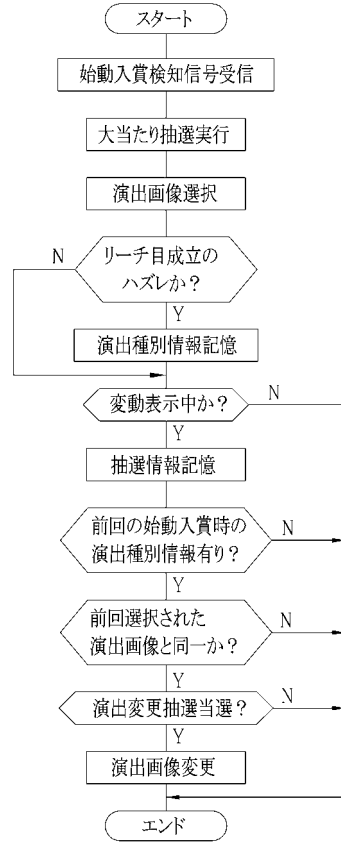 スタート
始動入賞検知信号受信
大当たり抽選実行
演出画像選択
リーチ目成立の
ハズレか？
N
Y
演出種別情報記憶
変動表示中か？
N
Y
抽選情報記憶
前回の始動入賞時の
演出種別情報有り？
N
Y
前回選択された
演出画像と同一か？
N
Y
演出変更抽選当選？
N
Y
演出画像変更
エンド